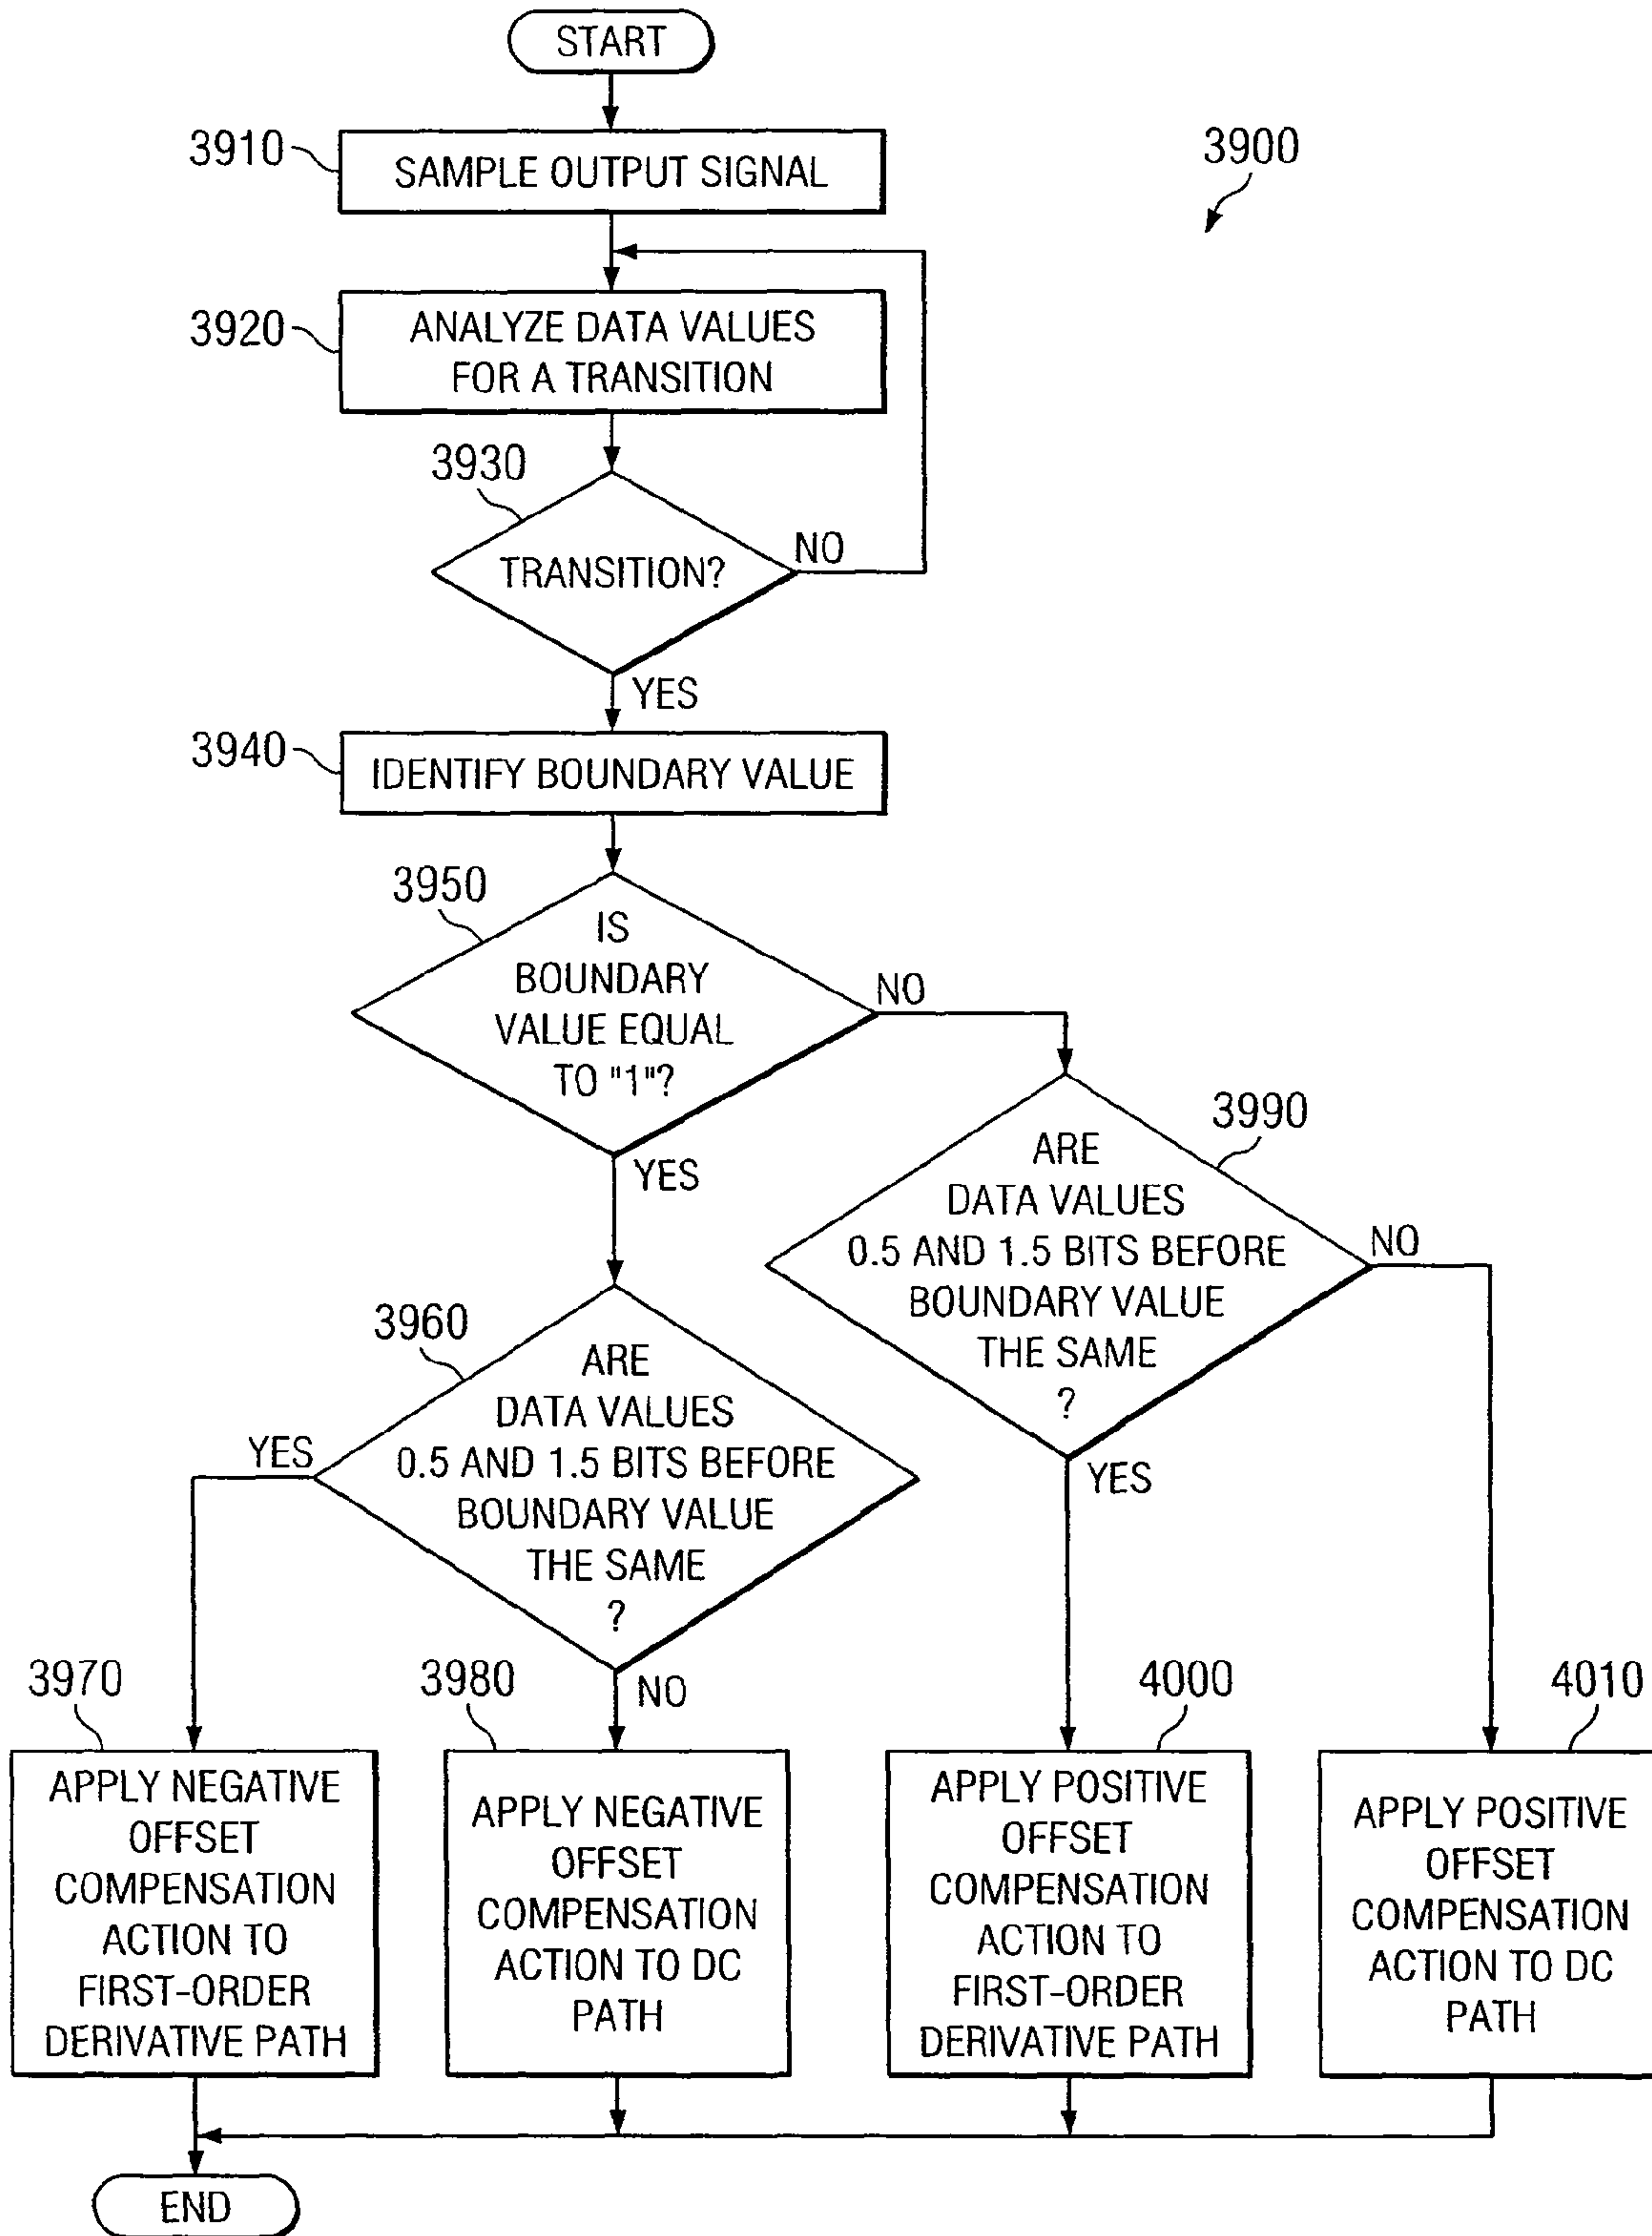 START
3910
SAMPLE OUTPUT SIGNAL
3900
3920
ANALYZE DATA VALUES
FOR A TRANSITION
3930
TRANSITION?
NO
YES
3940
IDENTIFY BOUNDARY VALUE
3950
IS
BOUNDARY
VALUE EQUAL
TO "1"?
NO
YES
3990
ARE
DATA VALUES
0.5 AND 1.5 BITS BEFORE
BOUNDARY VALUE
THE SAME
?
NO
YES
3960
ARE
DATA VALUES
0.5 AND 1.5 BITS BEFORE
BOUNDARY VALUE
THE SAME
?
YES
NO
3970
APPLY NEGATIVE
OFFSET
COMPENSATION
ACTION TO
FIRST-ORDER
DERIVATIVE PATH
3980
APPLY NEGATIVE
OFFSET
COMPENSATION
ACTION TO DC
PATH
4000
APPLY POSITIVE
OFFSET
COMPENSATION
ACTION TO
FIRST-ORDER
DERIVATIVE PATH
4010
APPLY POSITIVE
OFFSET
COMPENSATION
ACTION TO DC
PATH
END